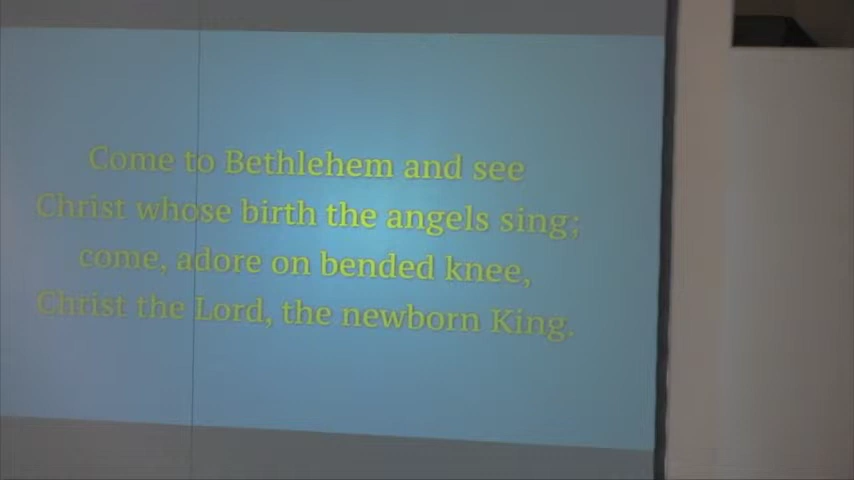 Come to Bethlehem and see
Christ whose birth the angels sing;
come, adore on bended knee,
Christ the Lord, the newborn King.